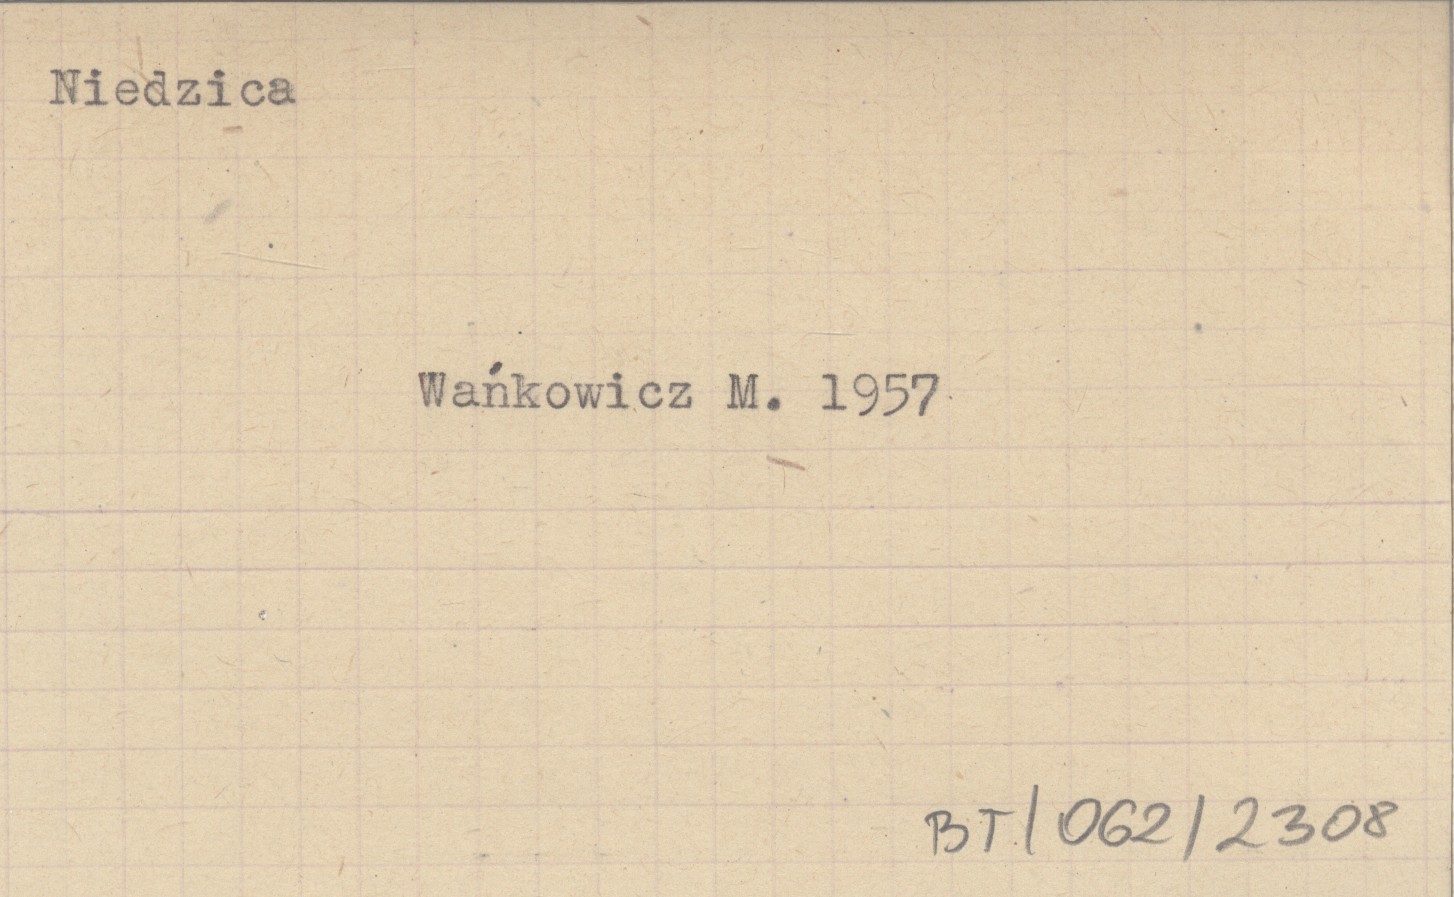 Niedzica
Wańkowicz M. 1957
BT/062/2308